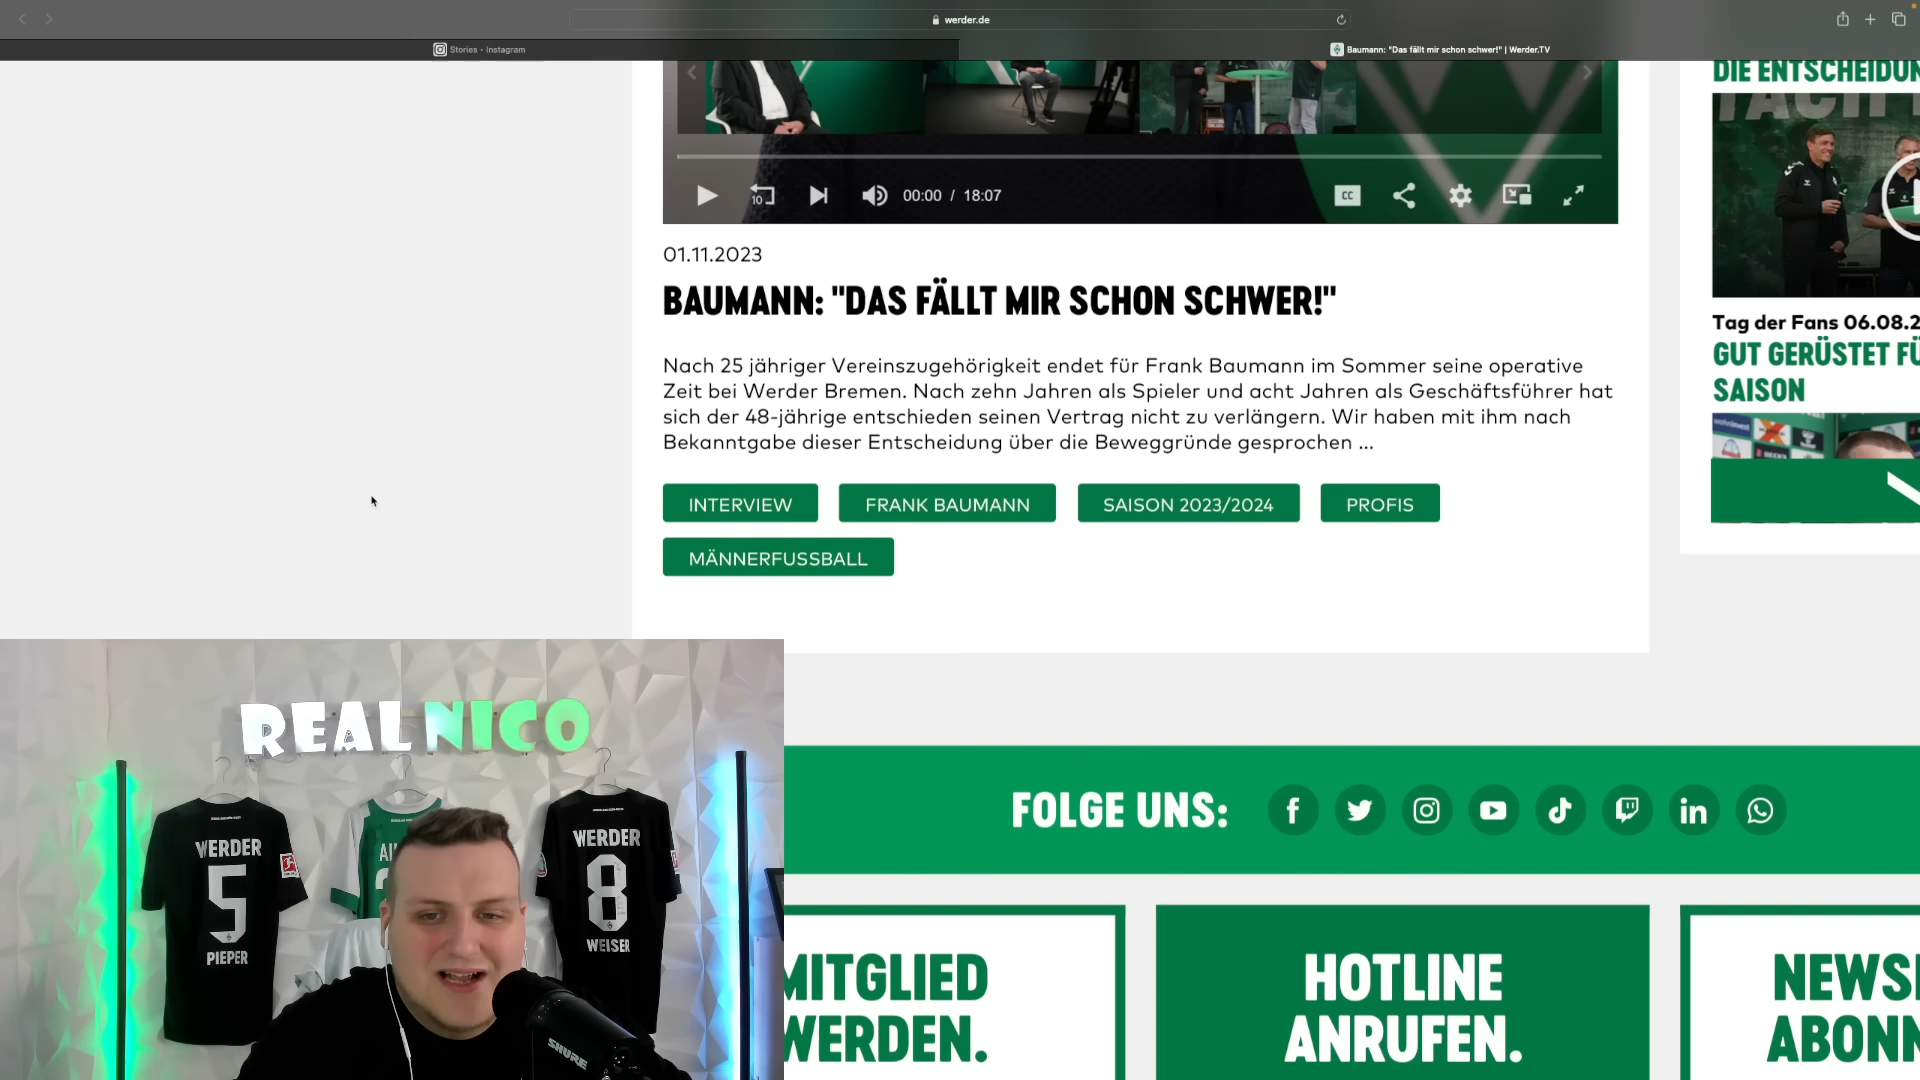 werder.de
Stories - Instagram
Baumann: "Das fällt mir schon schwer!" | Werder.TV
DIE ENTSCHEIDUN
10
00:00 / 18:07
CC
01.11.2023
BAUMANN: "DAS FÄLLT MIR SCHON SCHWER!"
Nach 25 jähriger Vereinszugehörigkeit endet für Frank Baumann im Sommer seine operative
Zeit bei Werder Bremen. Nach zehn Jahren als Spieler und acht Jahren als Geschäftsführer hat
sich der 48-jährige entschieden seinen Vertrag nicht zu verlängern. Wir haben mit ihm nach
Bekanntgabe dieser Entscheidung über die Beweggründe gesprochen ...
INTERVIEW
FRANK BAUMANN
SAISON 2023/2024
PROFIS
MÄNNERFUSSBALL
Tag der Fans 06.08.2
GUT GERÜSTET FÜ
SAISON
REALNICO
WERDER
5
PIEPER
WERDER
8
WEISER
SHURE
FOLGE UNS:
MITGLIED
WERDEN.
HOTLINE
ANRUFEN.
NEWS
ABONN